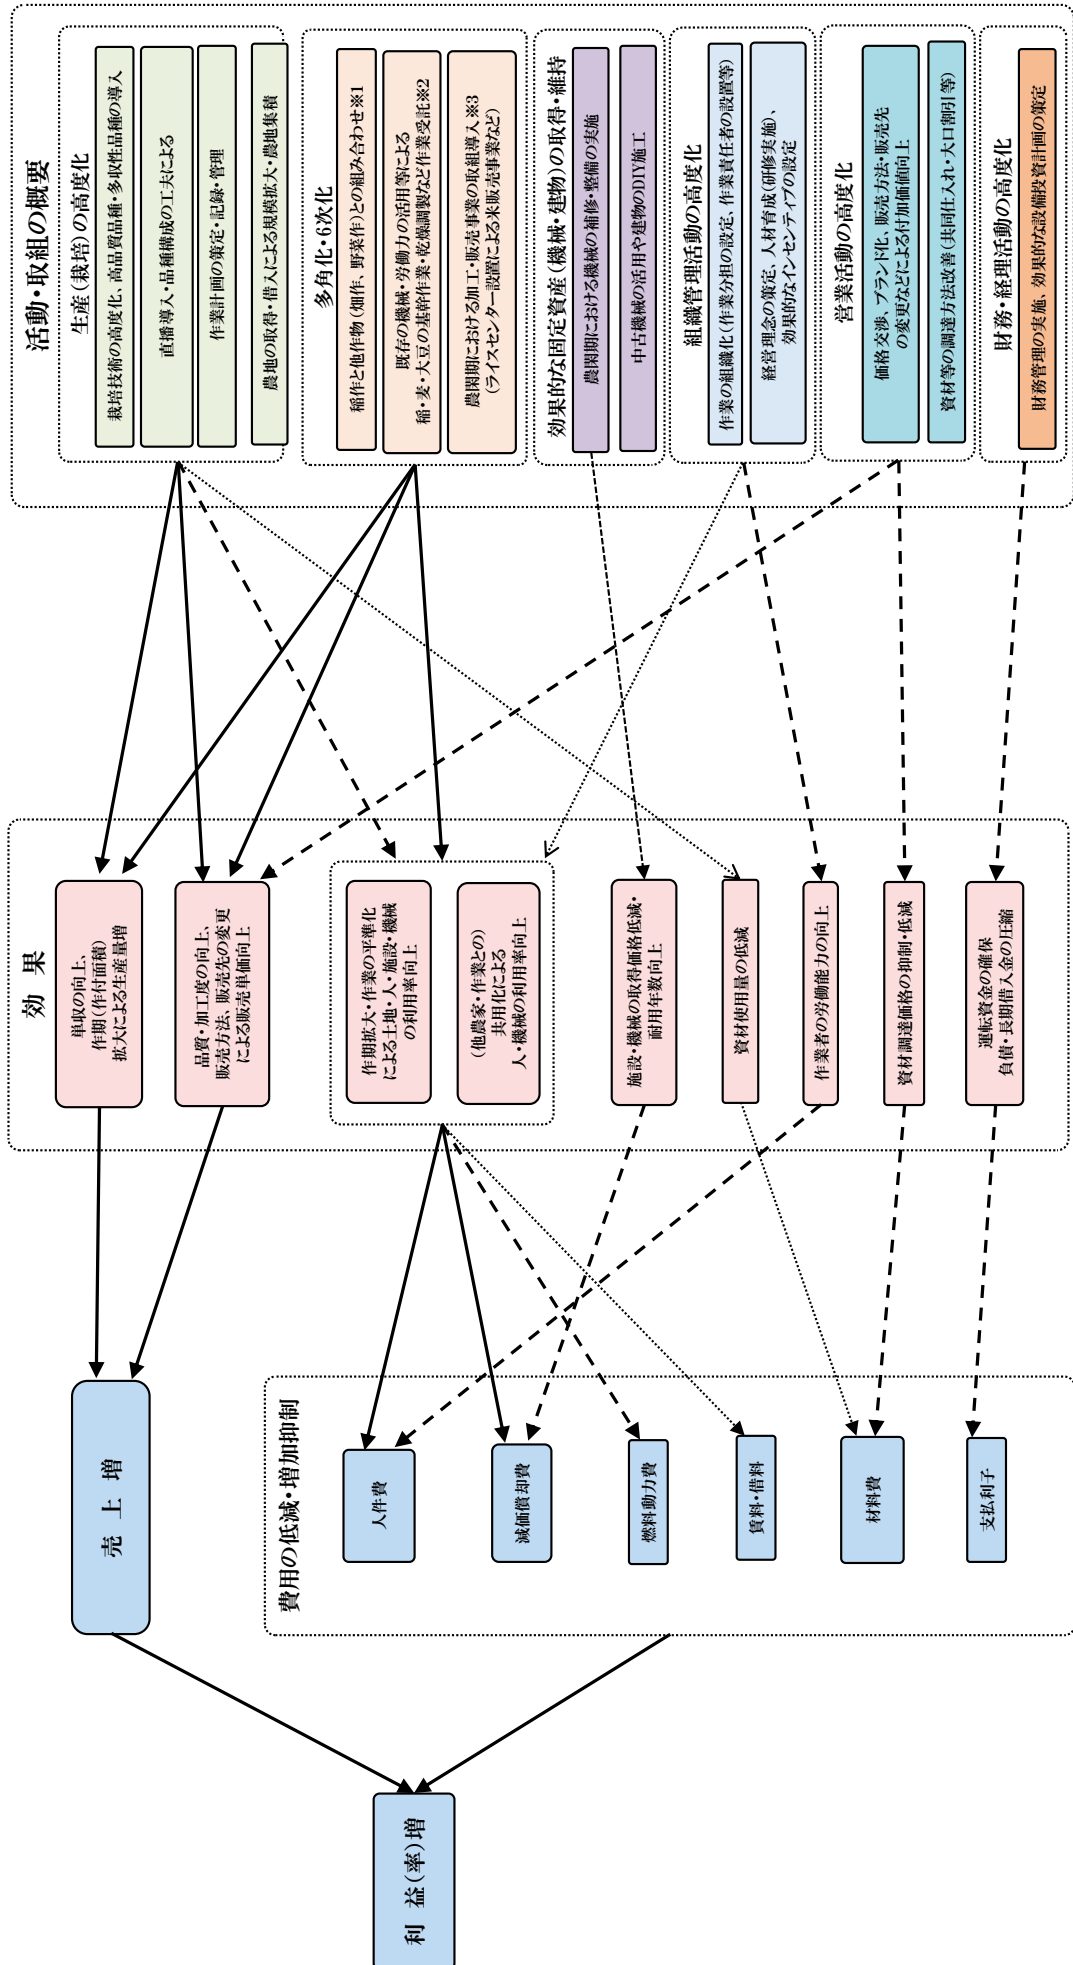 活動・取組の概要
生産（栽培）の高度化
栽培技術の高度化、高品質品種・多収性品種の導入
直播導入・品種構成の工夫による
作業計画の策定・記録・管理
農地の取得・借入による規模拡大・農地集積
多角化・6次化
稲作と他作物（畑作、野菜作）との組み合わせ※1
既存の機械・労働力の活用等による
稲・麦・大豆の基幹作業・乾燥調製など作業受託※2
農閑期における加工・販売事業の取組導入※3
（ライスセンター設置による米販売事業など）
効果的な固定資産（機械・建物）の取得・維持
農閑期における機械の補修・整備の実施
中古機械の活用や建物のDIY施工
組織管理活動の高度化
作業の組織化（作業分担の設定、作業責任者の設置等）
経営理念の策定、人材育成（研修実施）、
効果的なインセンティブの設定
営業活動の高度化
価格交渉、ブランド化、販売方法・販売先
の変更などによる付加価値向上
資材等の調達方法改善（共同仕入れ・大口割引等）
財務・経理活動の高度化
財務管理の実施、効果的な設備投資計画の策定
効　果
単収の向上、
作期（作付面積）
拡大による生産量増
品質・加工度の向上、
販売方法、販売先の変更
による販売単価向上
作期拡大・作業の平準化
による土地・人・施設・機械
の利用率向上
（他農家・作業との）
共用化による
人・機械の利用率向上
施設・機械の取得価格低減・
耐用年数向上
資材使用量の低減
作業者の労働能力の向上
資材調達価格の抑制・低減
運転資金の確保
負債・長期借入金の圧縮
売　上　増
費用の低減・増加抑制
人件費
減価償却費
燃料動力費
賃料・借料
材料費
支払利子
利　益（率）増